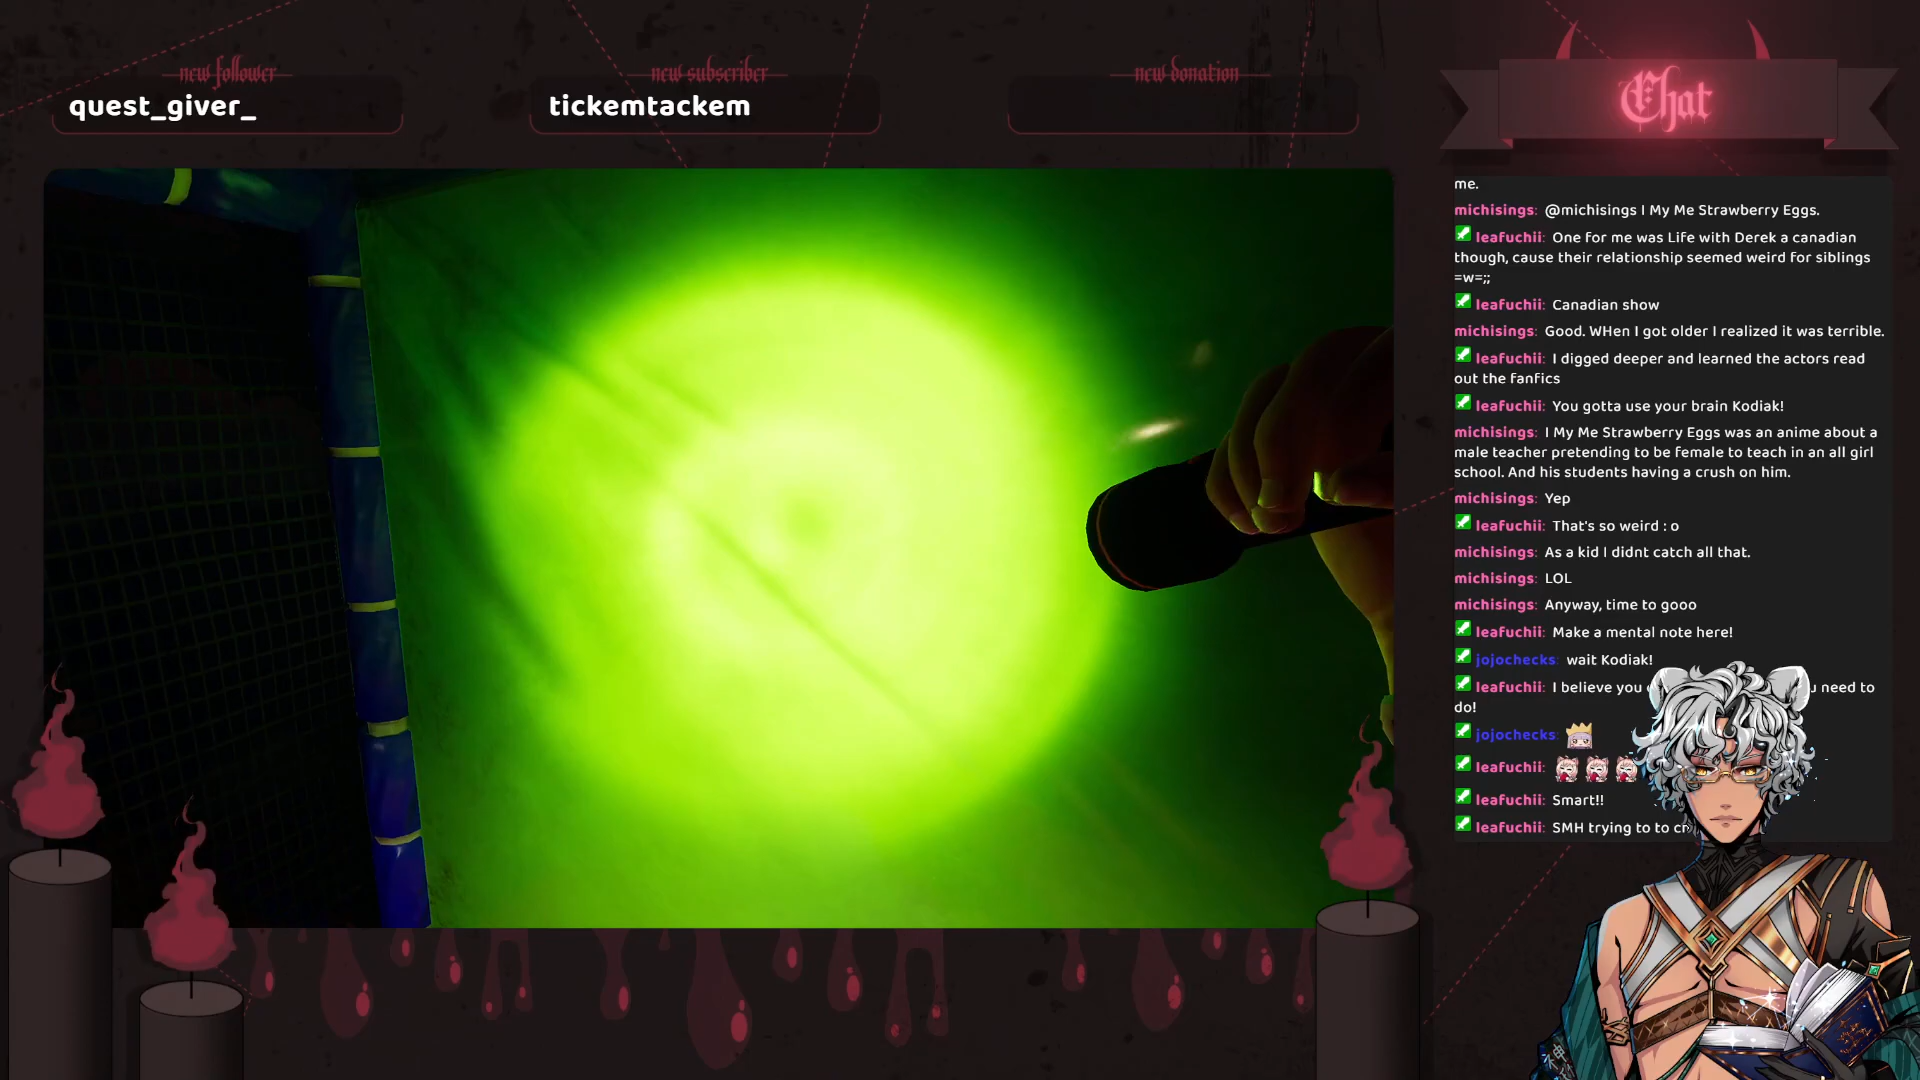 new follower
new subscriber
new donation
quest_giver_
tickemtackem
Chat
me.
michisings: @michisings I My Me Strawberry Eggs.
leafuchii: One for me was Life with Derek a canadian
though, cause their relationship seemed weird for siblings
=w=;;
leafuchii: Canadian show
michisings: Good. WHen I got older I realized it was terrible.
leafuchii: I digged deeper and learned the actors read
out the fanfics
leafuchii: You gotta use your brain Kodiak!
michisings: I My Me Strawberry Eggs was an anime about a
male teacher pretending to be female to teach in an all girl
school. And his students having a crush on him.
michisings: Yep
leafuchii: That's so weird : o
michisings: As a kid I didnt catch all that.
michisings: LOL
michisings: Anyway, time to gooo
leafuchii: Make a mental note here!
jojochecks: wait Kodiak!
leafuchii: I believe you need to
do!
jojochecks:
leafuchii:
leafuchii: Smart!!
leafuchii: SMH trying to to
神